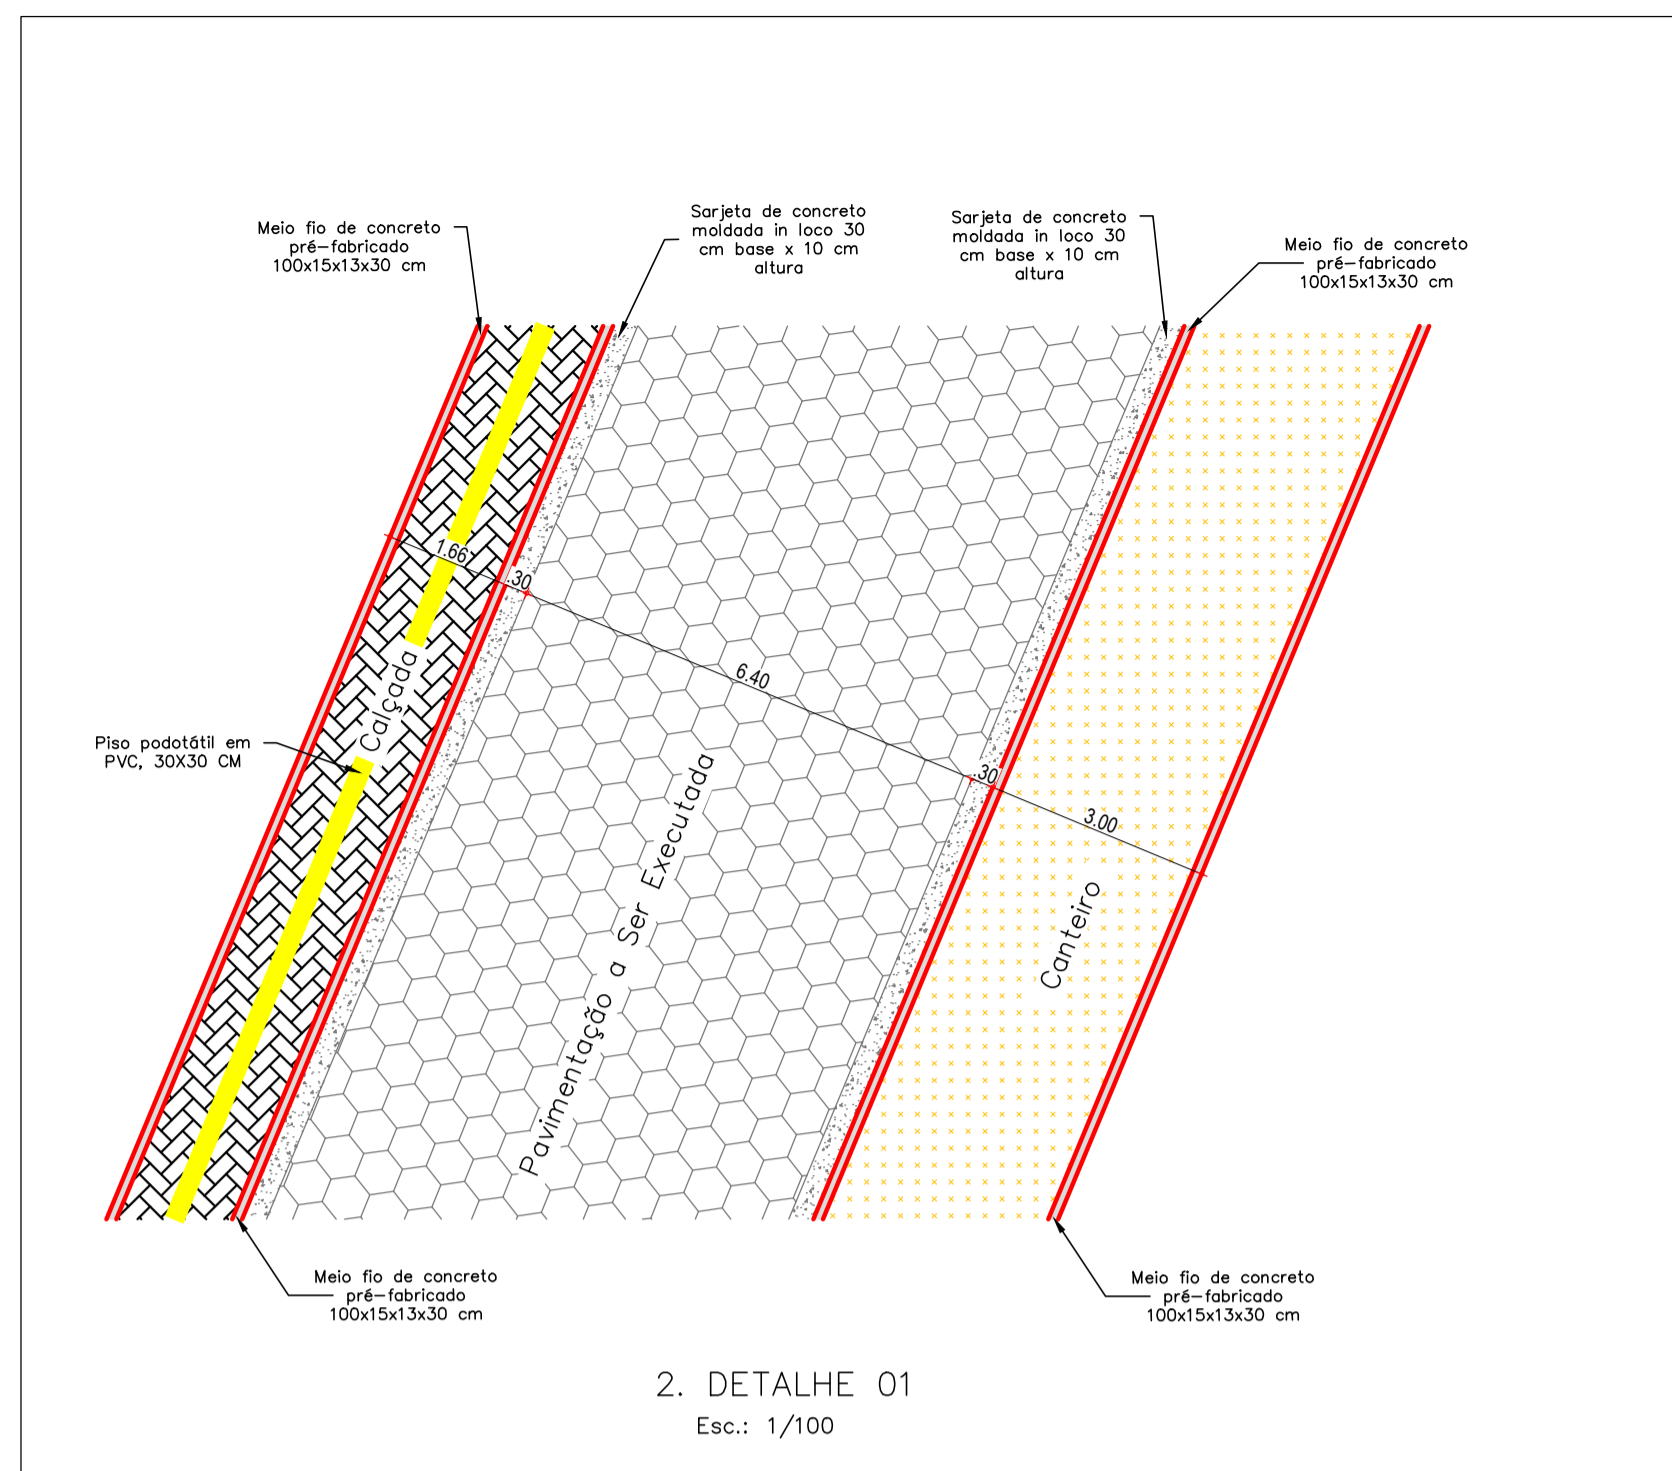 Meio fio de concreto
pré-fabricado
100x15x13x30 cm
Sarjeta de concreto
moldada in loco 30
cm base x 10 cm
altura
Sarjeta de concreto
moldada in loco 30
cm base x 10 cm
altura
Meio fio de concreto
pré-fabricado
100x15x13x30 cm
1.66
.30
6.40
.30
3.00
Calçada
Piso podotátil em
PVC, 30X30 CM
Pavimentação a Ser Executada
Canteiro
Meio fio de concreto
pré-fabricado
100x15x13x30 cm
Meio fio de concreto
pré-fabricado
100x15x13x30 cm
2. DETALHE 01
Esc.: 1/100